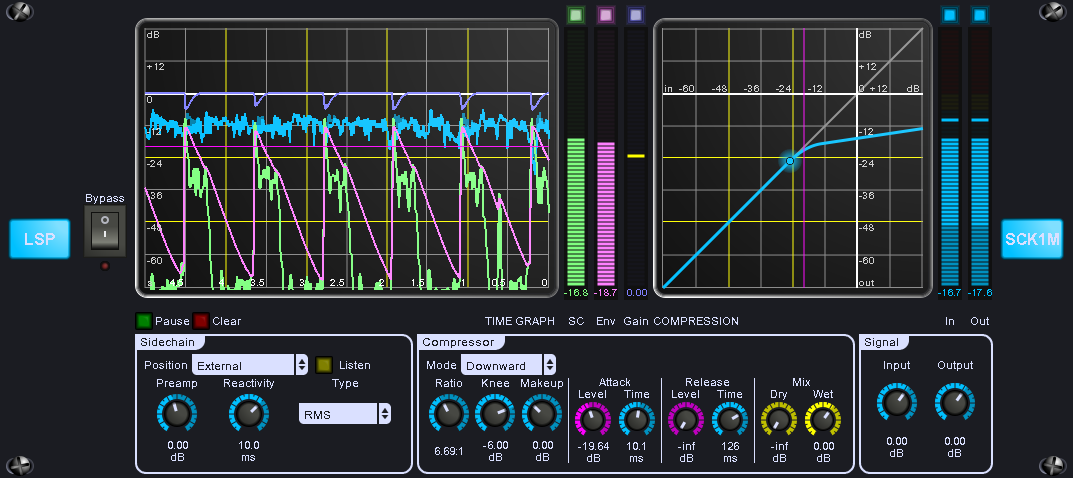 dB
+12
0
-12
-24
-36
-48
-60
4.5
3.5
3
2.5
2
1.5
1
0.5
0
dB
+12
in -60 -48 -36 -24 -12 0 +12 dB
-12
-24
-36
-48
-60
out
-16.8 -18.7 0.00
-16.7 -17.6
Bypass
LSP
SCK1M
Pause Clear
TIME GRAPH SC Env Gain COMPRESSION
In Out
Sidechain
Position External Listen
Preamp Reactivity Type
RMS
0.00 10.0
dB ms
Compressor
Mode Downward
Ratio Knee Makeup
6.69:1 -6.00 0.00
dB dB
Attack
Level Time
-19.64 10.1
dB ms
Release
Level Time
-inf 126
dB ms
Mix
Dry Wet
-inf 0.00
dB dB
Signal
Input Output
0.00 0.00
dB dB